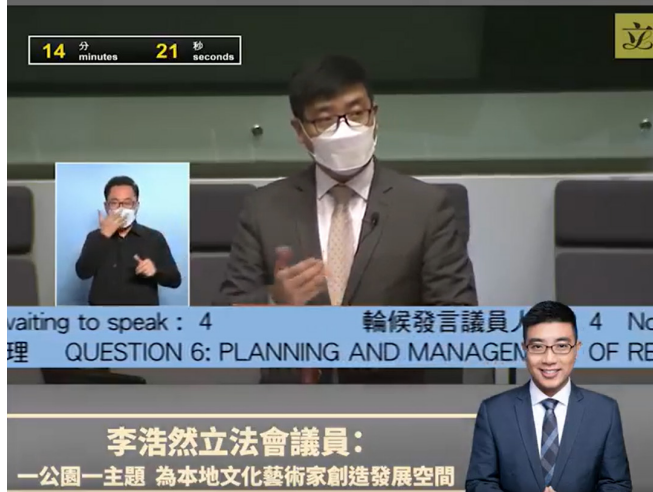 14 分 minutes 21 秒 seconds
立
waiting to speak : 4 輪候發言議員人 4 No
理 QUESTION 6: PLANNING AND MANAGEM OF RE
李浩然立法會議員：
一公園一主題 為本地文化藝術家創造發展空間